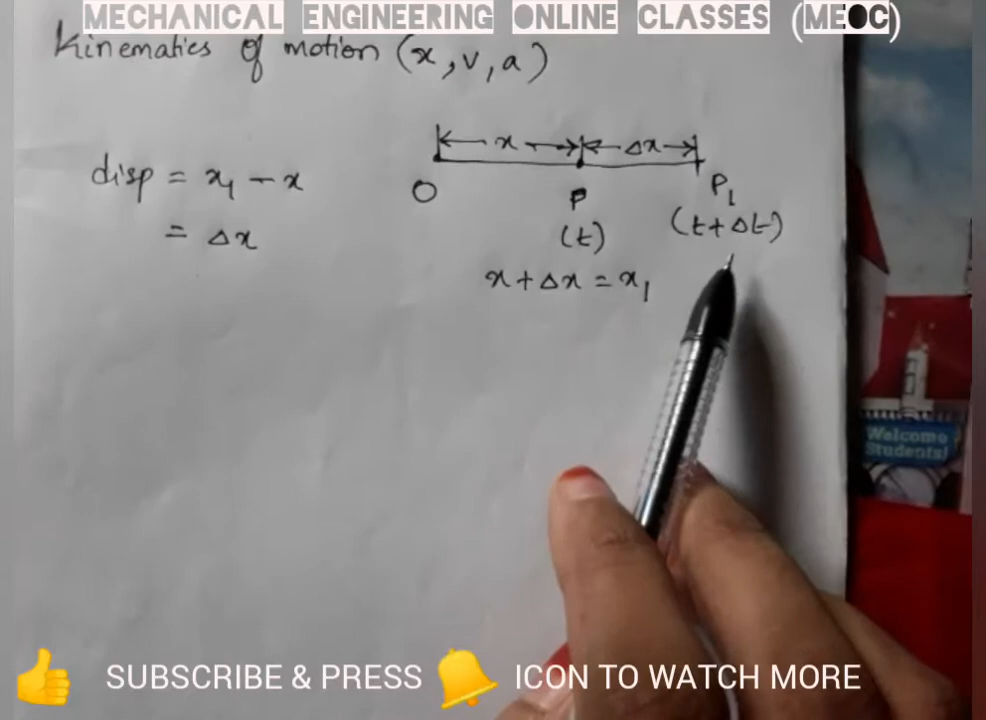 MECHANICAL ENGINEERING ONLINE CLASSES (MEOC)
Kinematics of motion (x, v, a)
x Δx
disp = x₁ - x
O P P₁
= Δx
(t) (t+Δt)
x + Δx = x₁
Welcome
Students!
SUBSCRIBE & PRESS ICON TO WATCH MORE